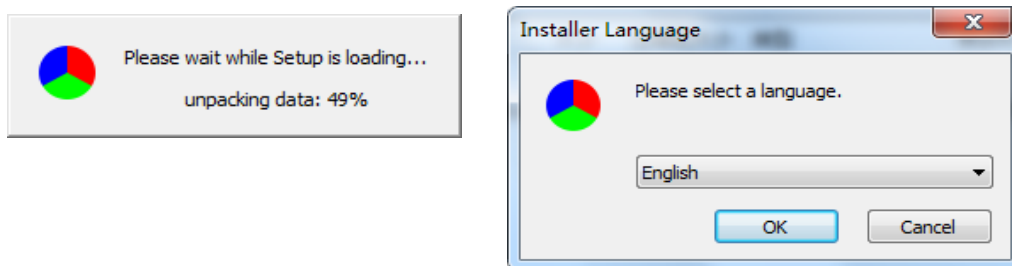 Please wait while Setup is loading...
unpacking data: 49%
Installer Language
Please select a language.
English
OK
Cancel